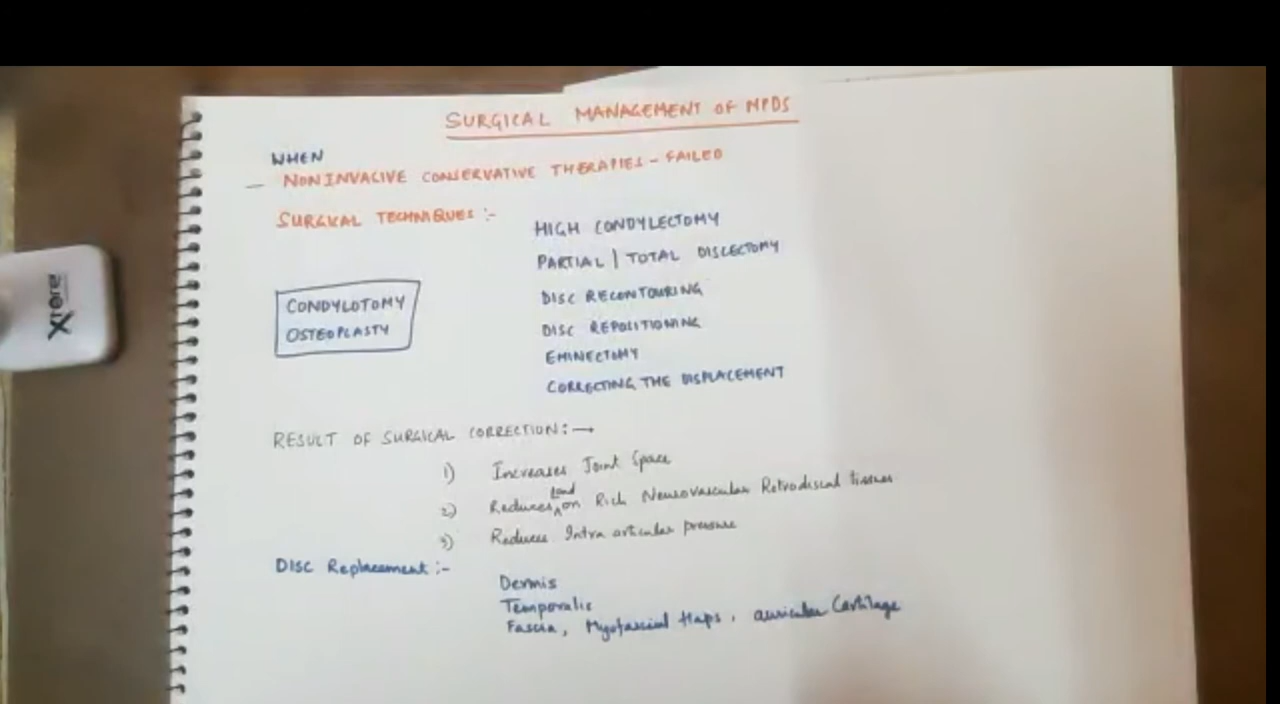 SURGICAL MANAGEMENT OF MPDS
WHEN
— NONINVACIVE CONSERVATIVE THERAPIES - FAILED
SURGICAL TECHNIQUES :-
HIGH CONDYLECTOMY
PARTIAL | TOTAL DISCECTOMY
CONDYLOTOMY
OSTEOPLASTY
DISC RECONTOURING
DISC REPOSITIONING
EMINECTOMY
CORRECTING THE DISPLACEMENT
RESULT OF SURGICAL CORRECTION: →
1) Increases Joint Space
2) Reduces load on Rich Neurovascular Retrodiscal tissues
3) Reduces Intra articular pressure
DISC Replacement :-
Dermis
Temporalis
Fascia, Myofascial flaps, auricular Cartilage
Xtore